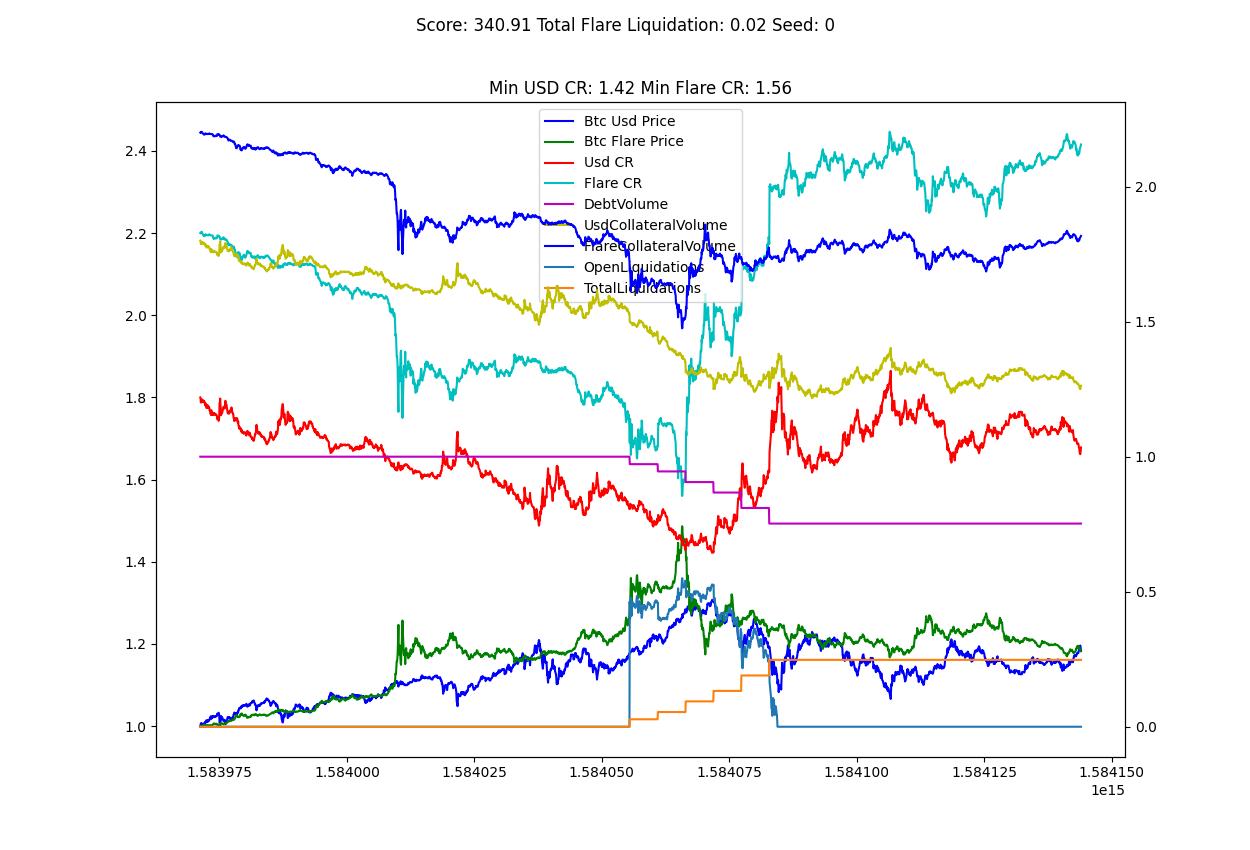 Score: 340.91 Total Flare Liquidation: 0.02 Seed: 0
Min USD CR: 1.42 Min Flare CR: 1.56
Btc Usd Price
Btc Flare Price
Usd CR
Flare CR
DebtVolume
UsdCollateralVolume
FlareCollateralVolume
OpenLiquidations
TotalLiquidations
2.4
2.2
2.0
1.8
1.6
1.4
1.2
1.0
2.0
1.5
1.0
0.5
0.0
1.583975 1.584000 1.584025 1.584050 1.584075 1.584100 1.584125 1.584150
1e15